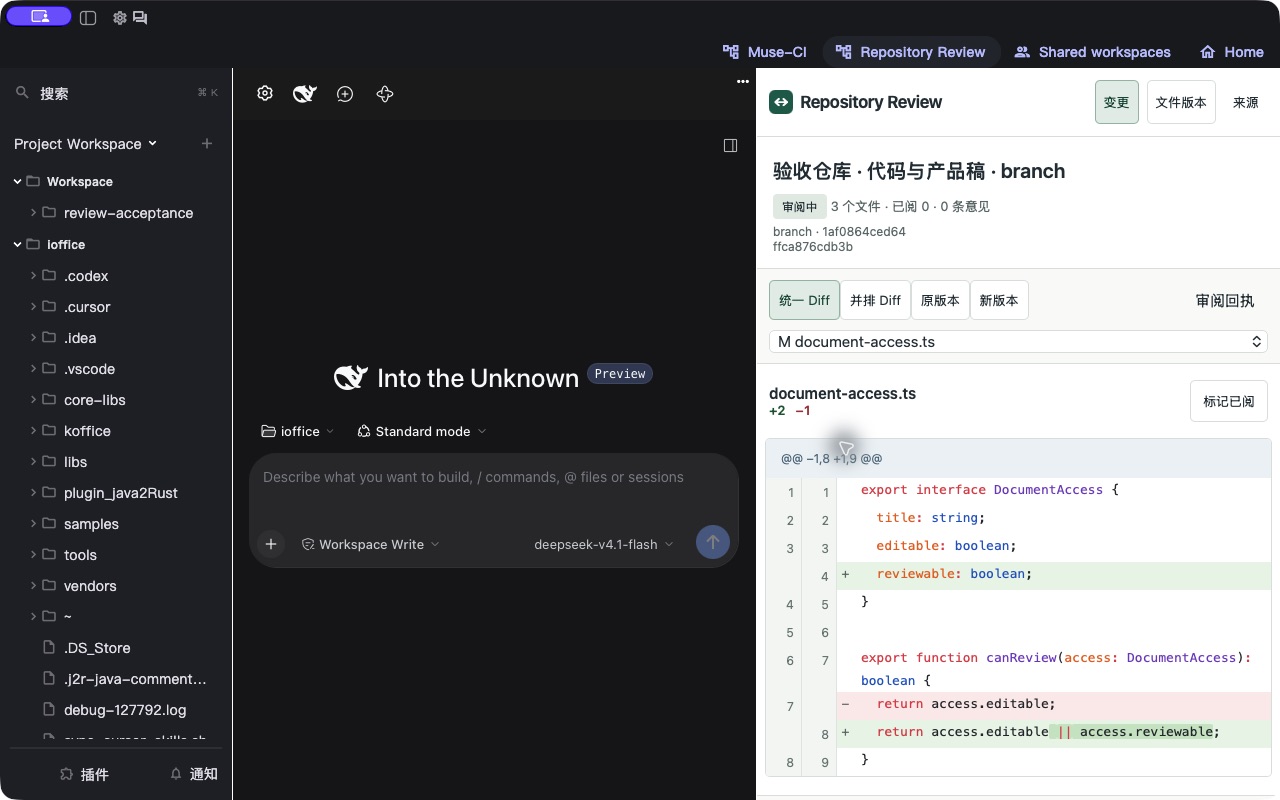 Muse-CI
Repository Review
Shared workspaces
Home
搜索
⌘ K
Project Workspace
Workspace
review-acceptance
ioffice
.codex
.cursor
.idea
.vscode
core-libs
koffice
libs
plugin_java2Rust
samples
tools
vendors
~
.DS_Store
.j2r-java-comment...
debug-127792.log
插件
通知
Into the Unknown
Preview
ioffice
Standard mode
Describe what you want to build, / commands, @ files or sessions
Workspace Write
deepseek-v4.1-flash
Repository Review
变更
文件版本
来源
验收仓库 · 代码与产品稿 · branch
审阅中 3 个文件 · 已阅 0 · 0 条意见
branch · 1af0864ced64
ffca876cdb3b
统一 Diff
并排 Diff
原版本
新版本
审阅回执
M document-access.ts
document-access.ts
+2 −1
标记已阅
@@ −1,8 +1,9 @@
1 1 export interface DocumentAccess {
2 2 title: string;
3 3 editable: boolean;
4 + reviewable: boolean;
4 5 }
5 6
6 7 export function canReview(access: DocumentAccess):
boolean {
7 − return access.editable;
8 + return access.editable || access.reviewable;
8 9 }